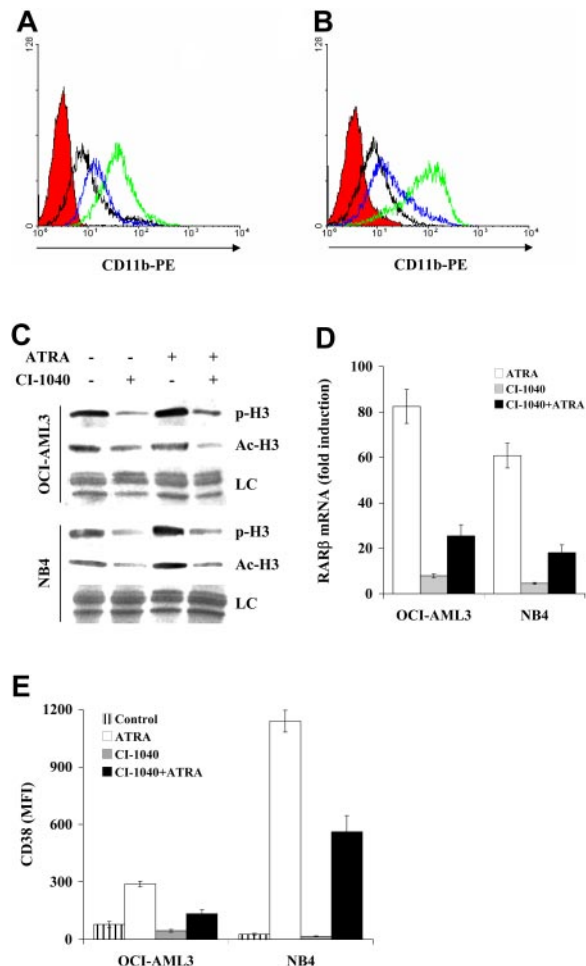 A
B
128
128
0
0
10⁰ 10¹ 10² 10³ 10⁴
10⁰ 10¹ 10² 10³ 10⁴
CD11b-PE
CD11b-PE
C
ATRA - - + +
CI-1040 - + - +
OCI-AML3
p-H3
Ac-H3
LC
NB4
p-H3
Ac-H3
LC
D
RARβ mRNA (fold induction)
100
80
60
40
20
0
ATRA
CI-1040
CI-1040+ATRA
OCI-AML3 NB4
E
CD38 (MFI)
1200
900
600
300
0
Control
ATRA
CI-1040
CI-1040+ATRA
OCI-AML3 NB4